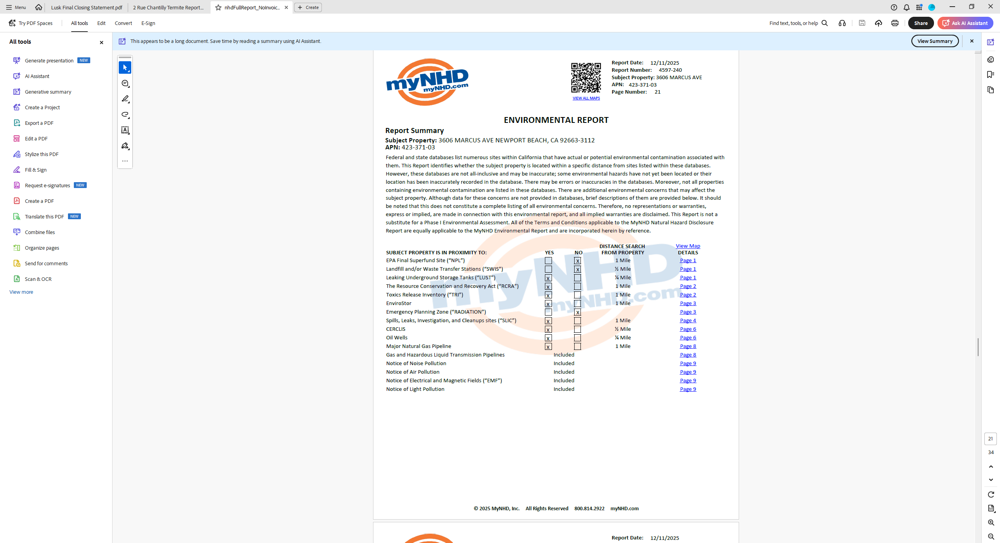 Menu
Lusk Final Closing Statement.pdf
2 Rue Chantilly Termite Report....
nhdFullReport_NoInvoic...
Create
Try PDF Spaces
All tools
Edit
Convert
E-Sign
Find text, tools, or help
Share
Ask AI Assistant
All tools
This appears to be a long document. Save time by reading a summary using AI Assistant.
View Summary
Generate presentation NEW
AI Assistant
Generative summary
Create a Project
Export a PDF
Edit a PDF
Stylize this PDF
Fill & Sign
Request e-signatures NEW
Create a PDF
Translate this PDF NEW
Combine files
Organize pages
Send for comments
Scan & OCR
View more
myNHD
myNHD.com
VIEW ALL MAPS
Report Date: 12/11/2025
Report Number: 4597-240
Subject Property: 3606 MARCUS AVE
APN: 423-371-03
Page Number: 21
ENVIRONMENTAL REPORT
Report Summary
Subject Property: 3606 MARCUS AVE NEWPORT BEACH, CA 92663-3112
APN: 423-371-03
Federal and state databases list numerous sites within California that have actual or potential environmental contamination associated with
them. This Report identifies whether the subject property is located within a specific distance from sites listed within these databases.
However, these databases are not all-inclusive and may be inaccurate; some environmental hazards have not yet been located or their
location has been inaccurately recorded in the database. There may be errors or inaccuracies in the databases. Moreover, not all properties
containing environmental contamination are listed in these databases. There are additional environmental concerns that may affect the
subject property. Although data for these concerns are not provided in databases, brief descriptions of them are provided below. It should
be noted that this does not constitute a complete listing of all environmental concerns. Therefore, no representations or warranties,
express or implied, are made in connection with this environmental report, and all implied warranties are disclaimed. This Report is not a
substitute for a Phase I Environmental Assessment. All of the Terms and Conditions applicable to the MyNHD Natural Hazard Disclosure
Report are equally applicable to the MyNHD Environmental Report and are incorporated herein by reference.
DISTANCE SEARCH View Map
SUBJECT PROPERTY IS IN PROXIMITY TO: YES NO FROM PROPERTY DETAILS
EPA Final Superfund Site (“NPL”) X 1 Mile Page 1
Landfill and/or Waste Transfer Stations (“SWIS”) X ½ Mile Page 1
Leaking Underground Storage Tanks (“LUST”) X ¼ Mile Page 1
The Resource Conservation and Recovery Act (“RCRA”) X 1 Mile Page 2
Toxics Release Inventory (“TRI”) X 1 Mile Page 2
EnviroStor X 1 Mile Page 3
Emergency Planning Zone (“RADIATION”) X Page 3
Spills, Leaks, Investigation, and Cleanups sites (“SLIC”) X 1 Mile Page 4
CERCLIS X ½ Mile Page 6
Oil Wells X ¼ Mile Page 6
Major Natural Gas Pipeline X 1 Mile Page 8
Gas and Hazardous Liquid Transmission Pipelines Included Page 8
Notice of Noise Pollution Included Page 9
Notice of Air Pollution Included Page 9
Notice of Electrical and Magnetic Fields (“EMF”) Included Page 9
Notice of Light Pollution Included Page 9
myNHD
myNHD.com
© 2025 MyNHD, Inc. All Rights Reserved 800.814.2922 myNHD.com
Report Date: 12/11/2025
21
34